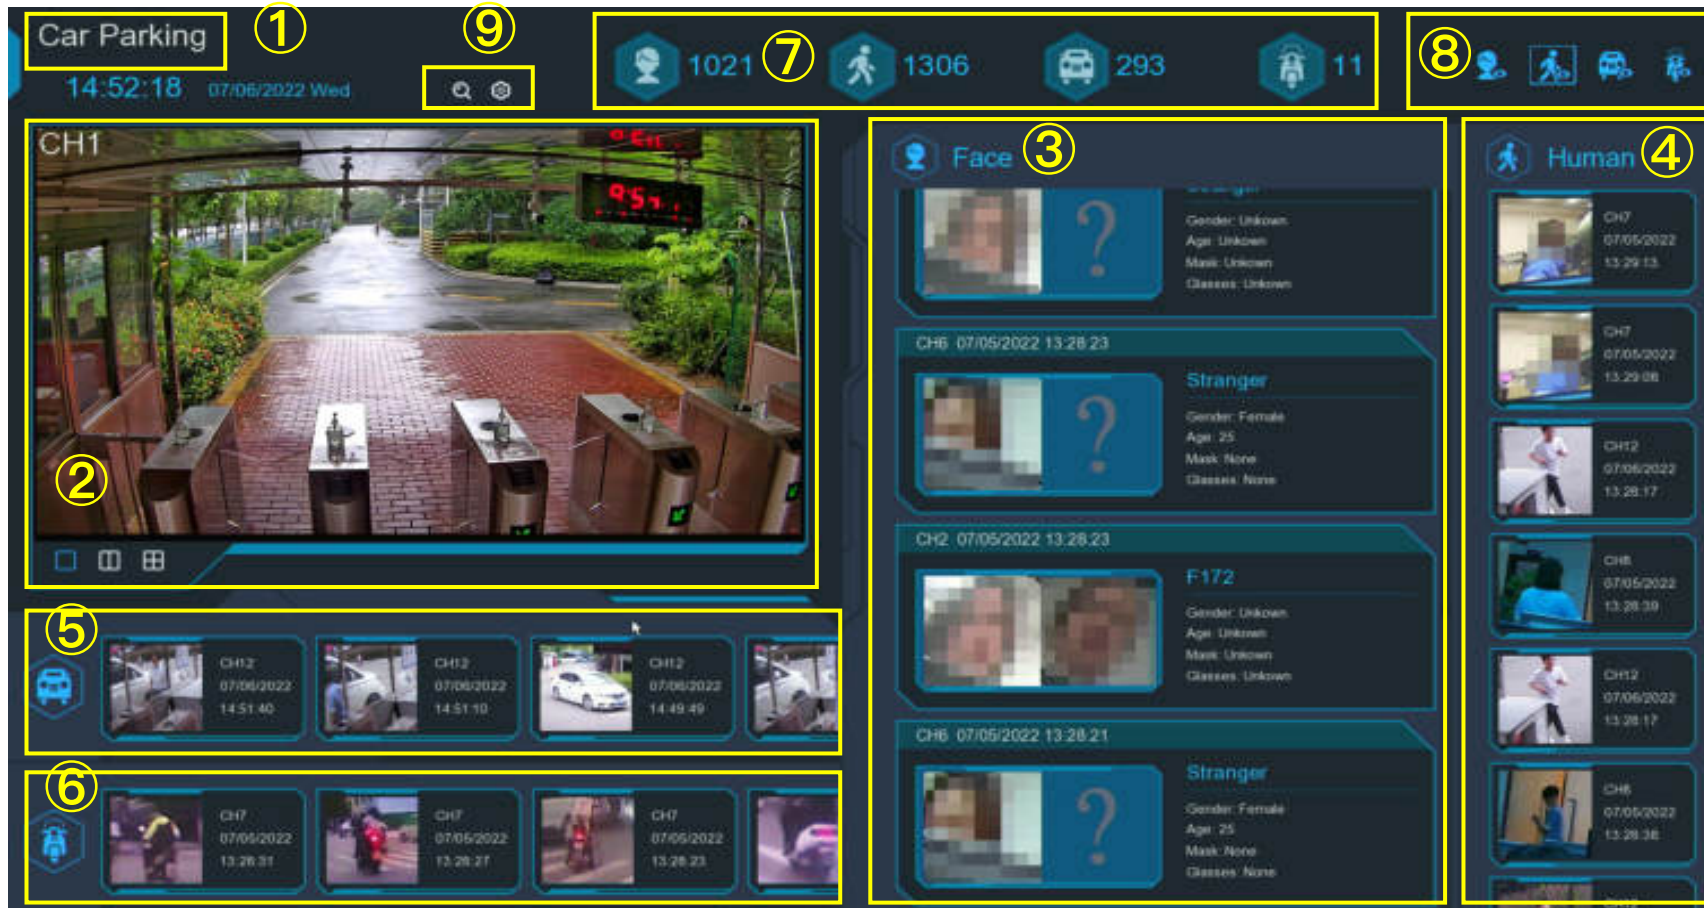 Car Parking
①
⑨
14:52:18 07/06/2022 Wed
1021
⑦
1306
293
11
⑧
CH1
9:54
②
Face ③
Gender: Unkown
Age: Unkown
Mask: Unkown
Glasses: Unkown
CH6 07/05/2022 13:28:23
?
Stranger
Gender: Female
Age: 25
Mask: None
Glasses: None
CH2 07/05/2022 13:28:23
F172
Gender: Unkown
Age: Unkown
Mask: Unkown
Glasses: Unkown
CH6 07/05/2022 13:28:21
?
Stranger
Gender: Female
Age: 25
Mask: None
Glasses: None
Human ④
CH7
07/05/2022
13:29:13
CH7
07/05/2022
13:29:08
CH12
07/06/2022
13:28:17
CH8
07/05/2022
13:28:39
CH12
07/06/2022
13:28:17
CH8
07/05/2022
13:28:38
⑤
CH12
07/06/2022
14:51:40
CH12
07/06/2022
14:51:10
CH12
07/06/2022
14:49:49
⑥
CH7
07/05/2022
13:28:31
CH7
07/05/2022
13:28:27
CH7
07/05/2022
13:28:23